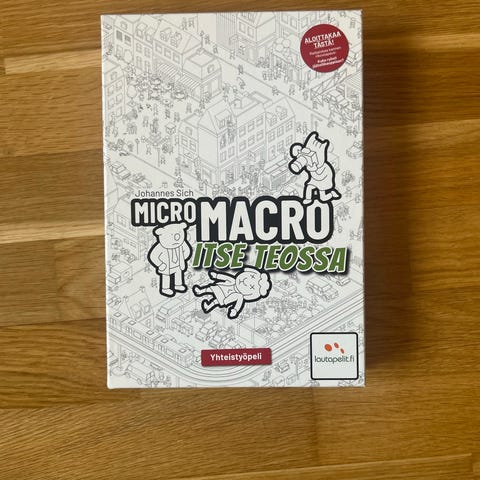 ALOITTAKAA
TÄSTÄ!
Johannes Sich
MICRO MACRO
ITSE TEOSSA
Yhteistyöpeli
lautapelit.fi